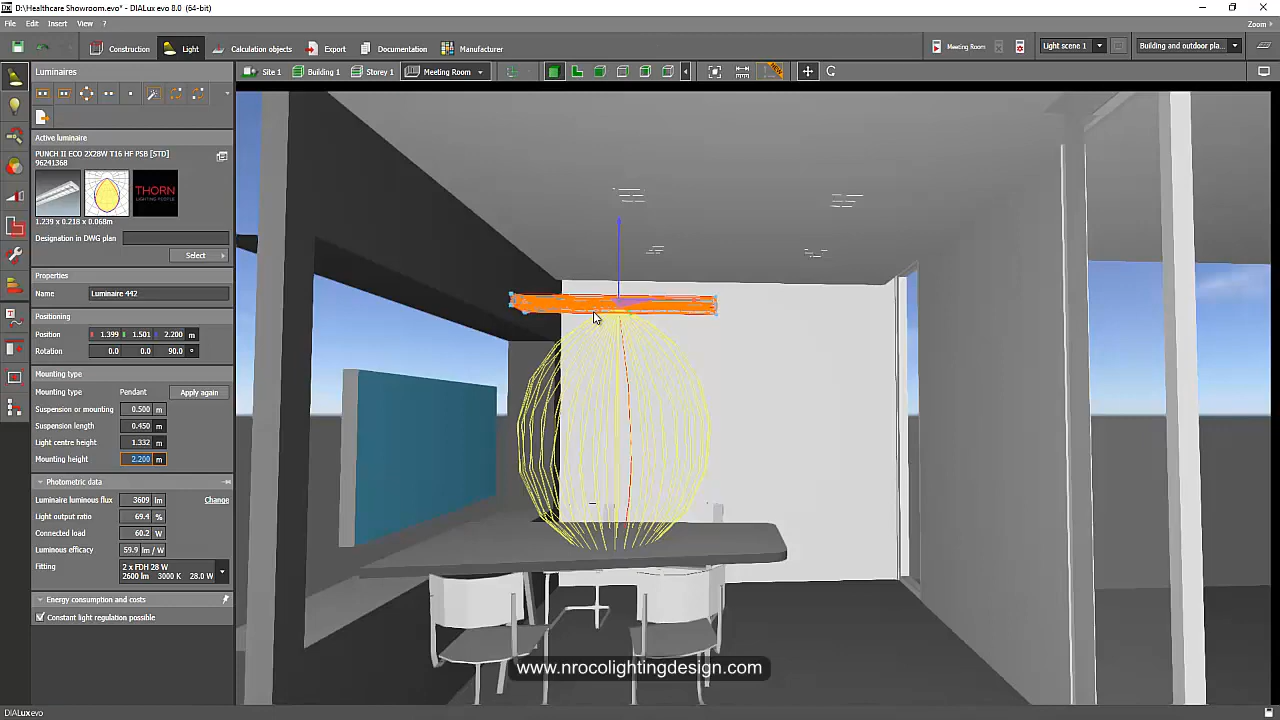 D:\Healthcare Showroom.evo* - DIALux evo 8.0 (64-bit)
File Edit Insert View ?
Zoom
Construction Light Calculation objects Export Documentation Manufacturer
Meeting Room Light scene 1 Building and outdoor pla...
Luminaires
Site 1 Building 1 Storey 1 Meeting Room
NEW
Active luminaire
PUNCH II ECO 2X28W T16 HF PSB [STD]
96241368
THORN
LIGHTING PEOPLE
1.239 x 0.218 x 0.068m
Designation in DWG plan
Select
Properties
Name Luminaire 442
Positioning
Position 1.399 1.501 2.200 m
Rotation 0.0 0.0 90.0 °
Mounting type
Mounting type Pendant Apply again
Suspension or mounting 0.500 m
Suspension length 0.450 m
Light centre height 1.332 m
Mounting height 2.200 m
Photometric data
Luminaire luminous flux 3609 lm Change
Light output ratio 69.4 %
Connected load 60.2 W
Luminous efficacy 59.9 lm / W
Fitting 2 x FDH 28 W
2600 lm 3000 K 28.0 W
Energy consumption and costs
Constant light regulation possible
www.nrocolightingdesign.com
DIALux evo